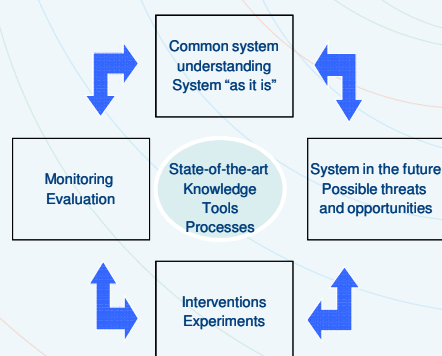 Common system
understanding
System “as it is”
Monitoring
Evaluation
State-of-the-art
Knowledge
Tools
Processes
System in the future
Possible threats
and opportunities
Interventions
Experiments